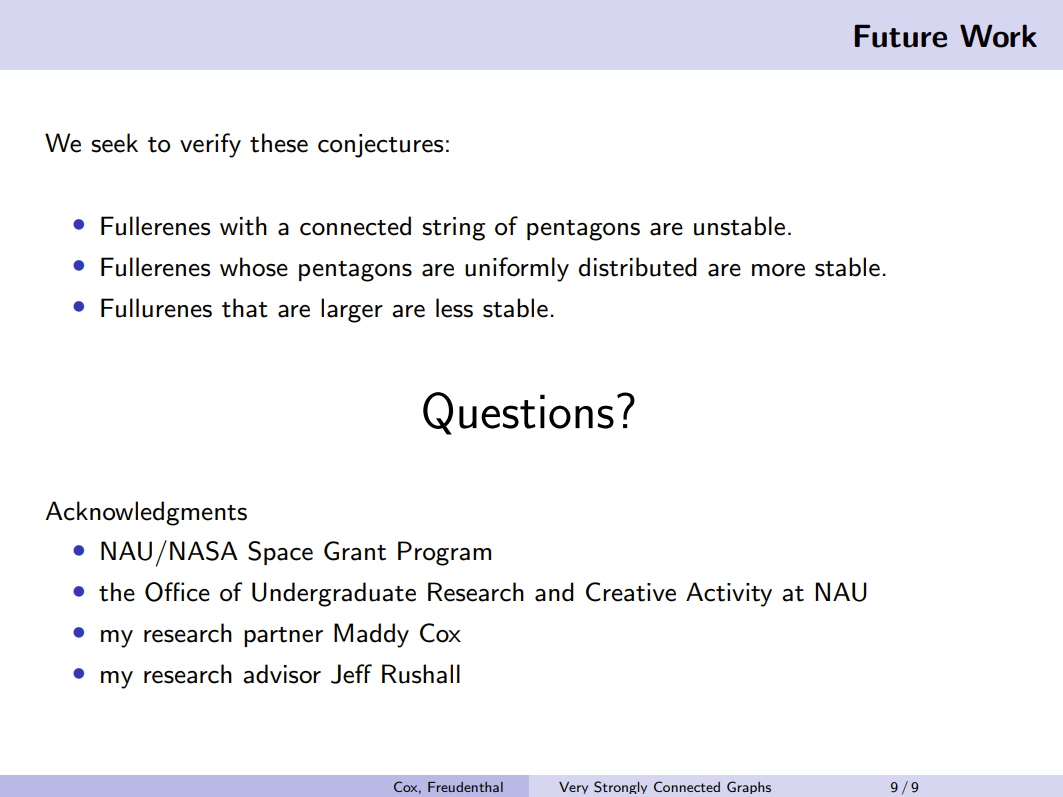 Future Work
We seek to verify these conjectures:
• Fullerenes with a connected string of pentagons are unstable.
• Fullerenes whose pentagons are uniformly distributed are more stable.
• Fullurenes that are larger are less stable.
Questions?
Acknowledgments
• NAU/NASA Space Grant Program
• the Office of Undergraduate Research and Creative Activity at NAU
• my research partner Maddy Cox
• my research advisor Jeff Rushall
Cox, Freudenthal Very Strongly Connected Graphs 9 / 9